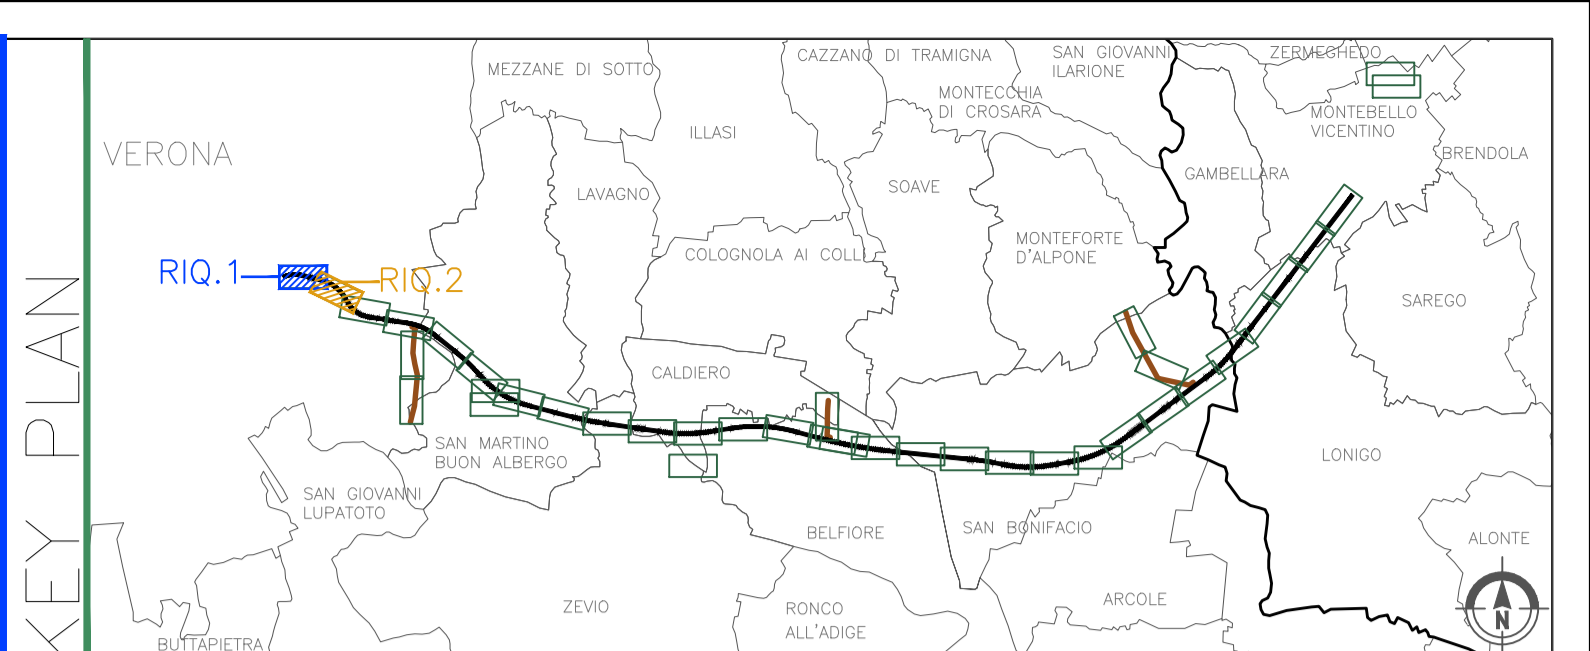 KEY PLAN
VERONA
MEZZANE DI SOTTO
CAZZANO DI TRAMIGNA
SAN GIOVANNI
ILARIONE
ZERMEGHEDO
MONTECCHIA
DI CROSARA
MONTEBELLO
VICENTINO
ILLASI
BRENDOLA
LAVAGNO
SOAVE
GAMBELLARA
COLOGNOLA AI COLLI
MONTEFORTE
D'ALPONE
RIQ.1
RIQ.2
SAREGO
CALDIERO
SAN MARTINO
BUON ALBERGO
LONIGO
SAN GIOVANNI
LUPATOTO
BELFIORE
SAN BONIFACIO
ALONTE
ZEVIO
RONCO
ALL'ADIGE
ARCOLE
N
BUTTAPIETRA